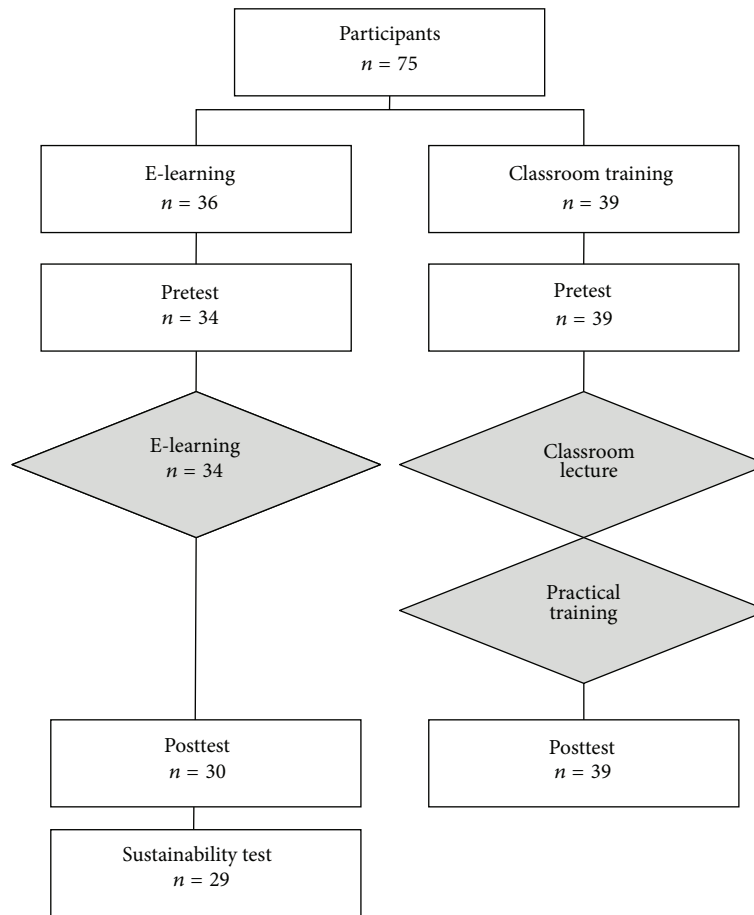 Participants
n = 75
E-learning
n = 36
Classroom training
n = 39
Pretest
n = 34
Pretest
n = 39
E-learning
n = 34
Classroom
lecture
Practical
training
Posttest
n = 30
Posttest
n = 39
Sustainability test
n = 29